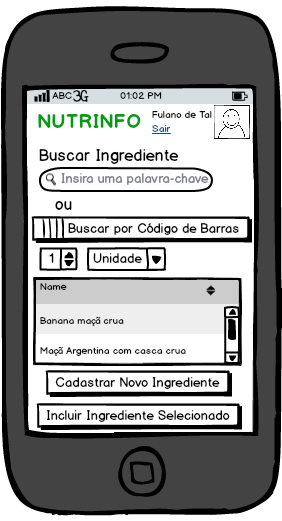 ABC 3G 01:02 PM
NUTRINFO
Fulano de Tal
Sair
Buscar Ingrediente
Insira uma palavra-chave
ou
Buscar por Código de Barras
1 Unidade
Name
Banana maçã crua
Maçã Argentina com casca crua
Cadastrar Novo Ingrediente
Incluir Ingrediente Selecionado